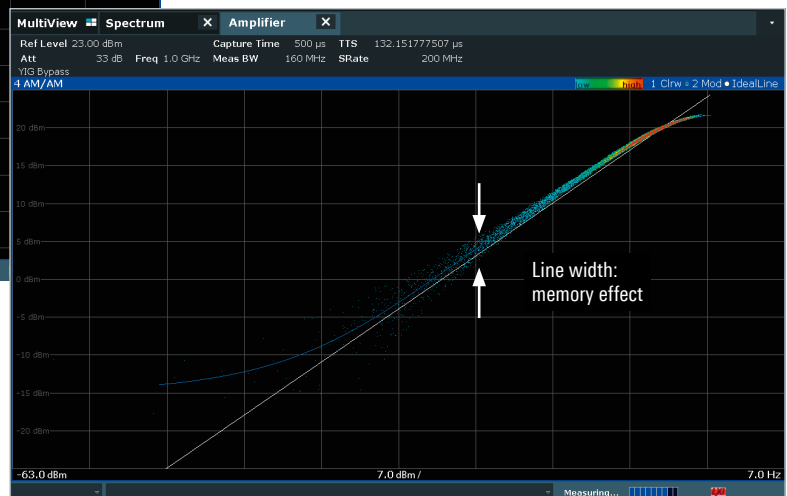 MultiView Spectrum X Amplifier X
Ref Level 23.00 dBm Capture Time 500 µs TTS 132.151777507 µs
Att 33 dB Freq 1.0 GHz Meas BW 160 MHz SRate 200 MHz
YIG Bypass
4 AM/AM low high 1 Clrw 2 Mod IdealLine
20 dBm
15 dBm
10 dBm
5 dBm
0 dBm
-5 dBm
-10 dBm
-15 dBm
-20 dBm
Line width:
memory effect
-63.0 dBm 7.0 dBm/ 7.0 Hz
Measuring...